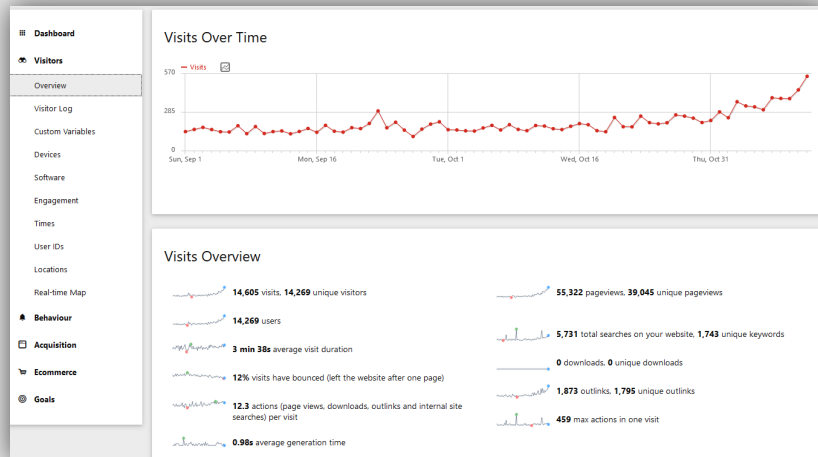 Dashboard
Visitors
Overview
Visitor Log
Custom Variables
Devices
Software
Engagement
Times
User IDs
Locations
Real-time Map
Behaviour
Acquisition
Ecommerce
Goals
Visits Over Time
Visits
570
285
0
Sun, Sep 1
Mon, Sep 16
Tue, Oct 1
Wed, Oct 16
Thu, Oct 31
Visits Overview
14,605 visits, 14,269 unique visitors
14,269 users
3 min 38s average visit duration
12% visits have bounced (left the website after one page)
12.3 actions (page views, downloads, outlinks and internal site
searches) per visit
0.98s average generation time
55,322 pageviews, 39,045 unique pageviews
5,731 total searches on your website, 1,743 unique keywords
0 downloads, 0 unique downloads
1,873 outlinks, 1,795 unique outlinks
459 max actions in one visit